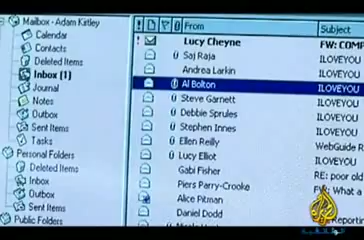 Mailbox - Adam Kirtley
Calendar
Contacts
Deleted Items
Inbox (1)
Journal
Notes
Outbox
Sent Items
Tasks
Personal Folders
Deleted Items
Inbox
Outbox
Sent Items
Public Folders
! From Subject
! Lucy Cheyne FW: COMP
Saj Raja ILOVEYOU
Andrea Larkin ILOVEYOU
Al Bolton ILOVEYOU
Steve Garnett ILOVEYOU
Debbie Sprules ILOVEYOU
Stephen Innes ILOVEYOU
Ellen Reilly WebGuide R
Lucy Elliot ILOVEYOU
Gabi Fisher RE: poor old
Piers Parry-Crooke FW: What a
Alice Pitman
Daniel Dodd Reporting